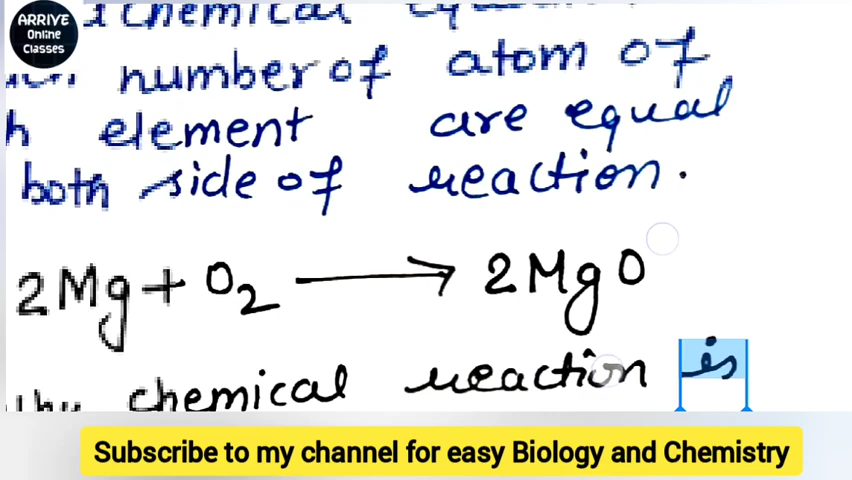 ARRIVE
Online
Classes
chemical
number of atom of
element are equal
both side of reaction.
2Mg + O2 → 2MgO
chemical reaction is
Subscribe to my channel for easy Biology and Chemistry